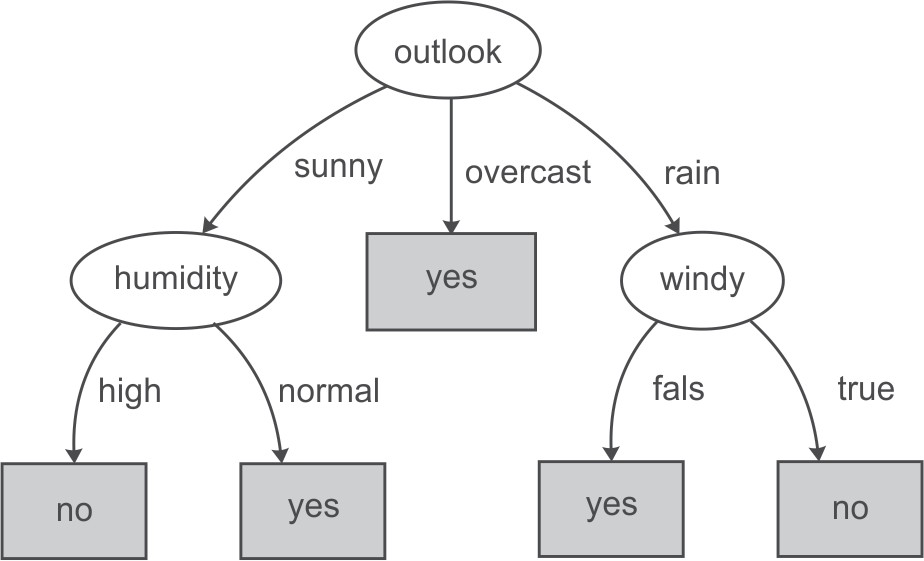 outlook
sunny
overcast
rain
humidity
yes
windy
high
normal
fals
true
no
yes
yes
no